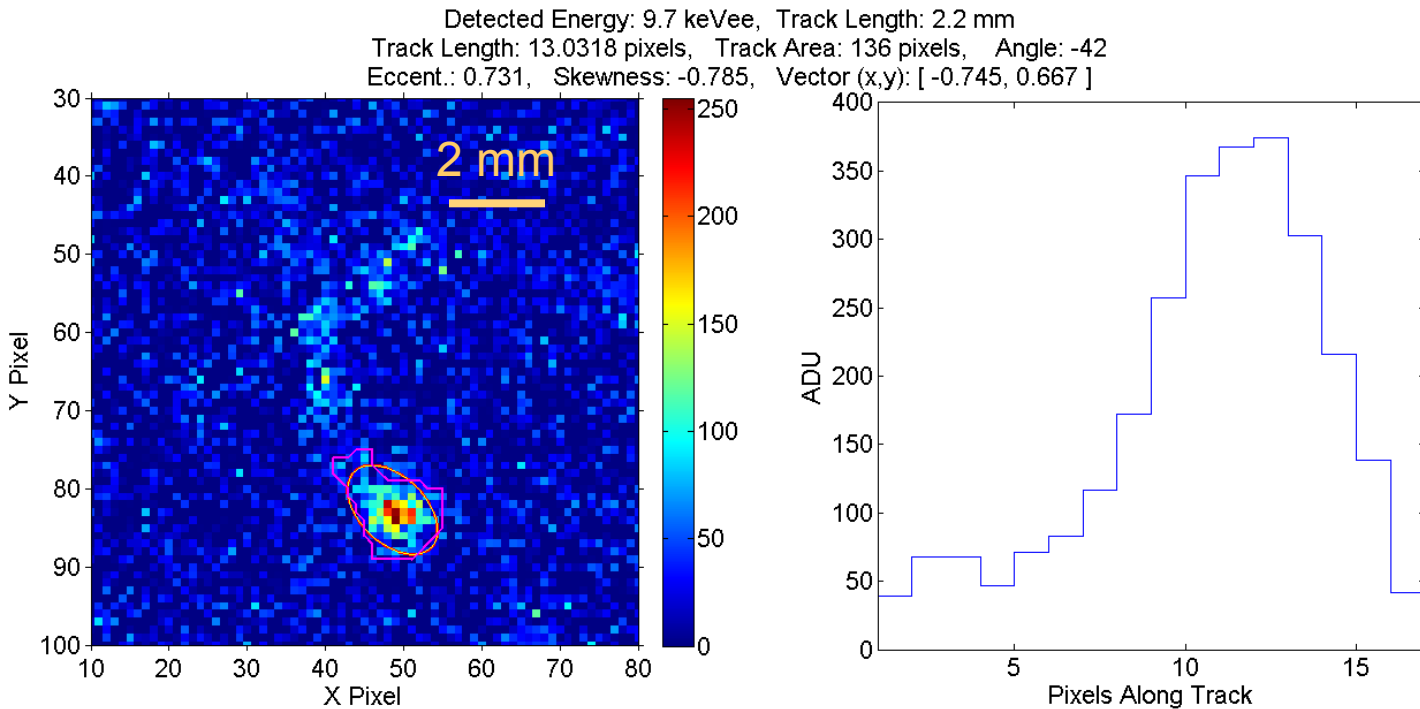 Detected Energy: 9.7 keVee, Track Length: 2.2 mm
Track Length: 13.0318 pixels, Track Area: 136 pixels, Angle: -42
Eccent.: 0.731, Skewness: -0.785, Vector (x,y): [ -0.745, 0.667 ]
2 mm
Y Pixel
30
40
50
60
70
80
90
100
10 20 30 40 50 60 70 80
X Pixel
250
200
150
100
50
0
ADU
400
350
300
250
200
150
100
50
0
5 10 15
Pixels Along Track